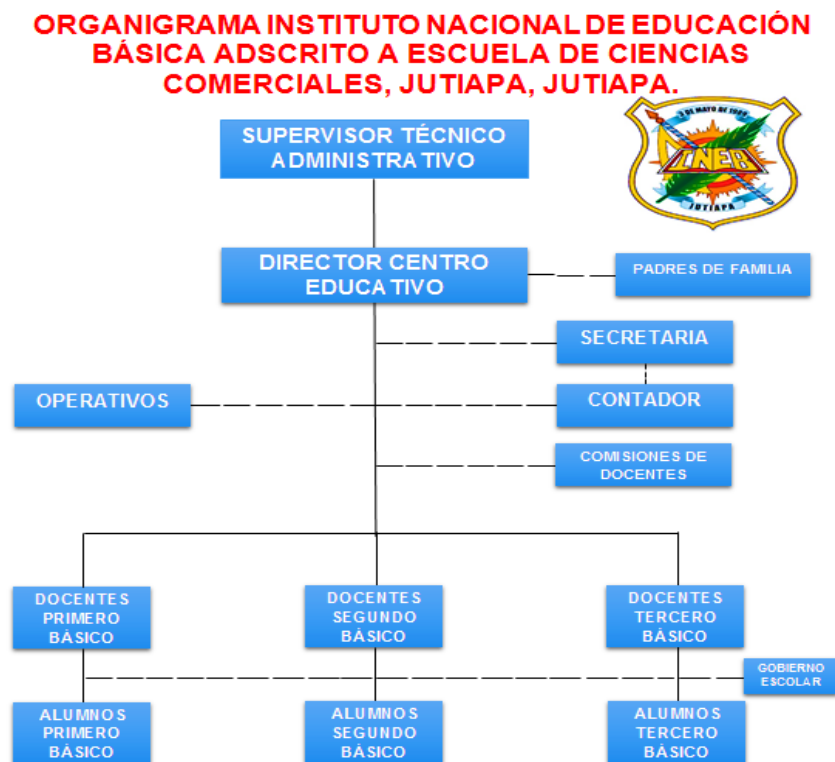 ORGANIGRAMA INSTITUTO NACIONAL DE EDUCACIÓN
BÁSICA ADSCRITO A ESCUELA DE CIENCIAS
COMERCIALES, JUTIAPA, JUTIAPA.
INEB
JUTIAPA
SUPERVISOR TÉCNICO
ADMINISTRATIVO
DIRECTOR CENTRO
EDUCATIVO
PADRES DE FAMILIA
SECRETARIA
OPERATIVOS
CONTADOR
COMISIONES DE
DOCENTES
DOCENTES
PRIMERO
BÁSICO
DOCENTES
SEGUNDO
BÁSICO
DOCENTES
TERCERO
BÁSICO
GOBIERNO
ESCOLAR
ALUMNOS
PRIMERO
BÁSICO
ALUMNOS
SEGUNDO
BÁSICO
ALUMNOS
TERCERO
BÁSICO